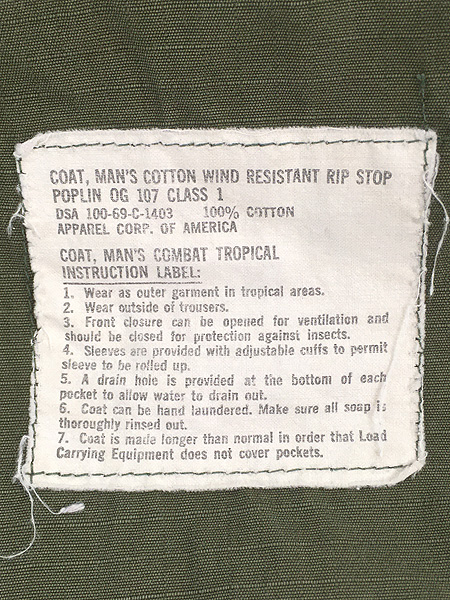 COAT, MAN'S COTTON WIND RESISTANT RIP STOP
POPLIN OG 107 CLASS 1
DSA 100-69-C-1403 100% COTTON
APPAREL CORP. OF AMERICA
COAT, MAN'S COMBAT TROPICAL
INSTRUCTION LABEL:
1. Wear as outer garment in tropical areas.
2. Wear outside of trousers.
3. Front closure can be opened for ventilation and
should be closed for protection against insects.
4. Sleeves are provided with adjustable cuffs to permit
sleeve to be rolled up.
5. A drain hole is provided at the bottom of each
pocket to allow water to drain out.
6. Coat can be hand laundered. Make sure all soap is
thoroughly rinsed out.
7. Coat is made longer than normal in order that Load
Carrying Equipment does not cover pockets.